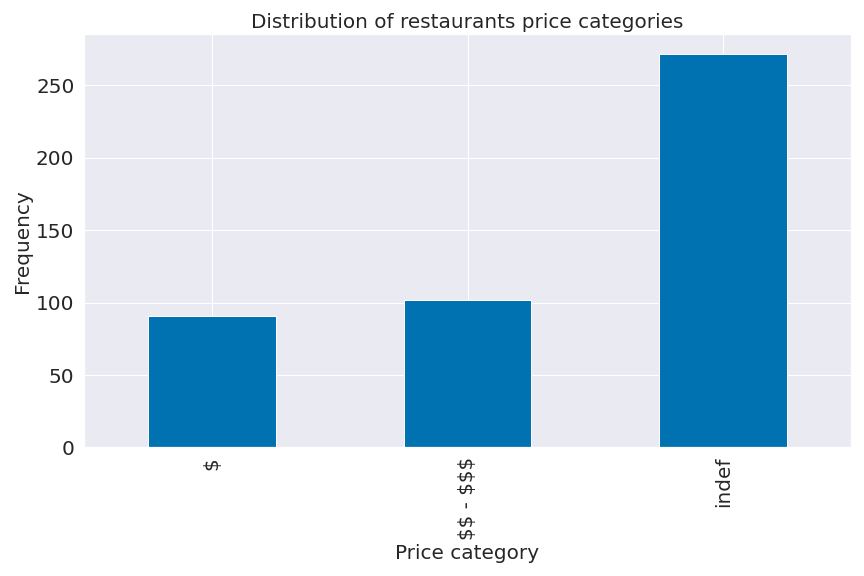 Distribution of restaurants price categories
Frequency
250
200
150
100
50
0
$
$$ - $$$
indef
Price category